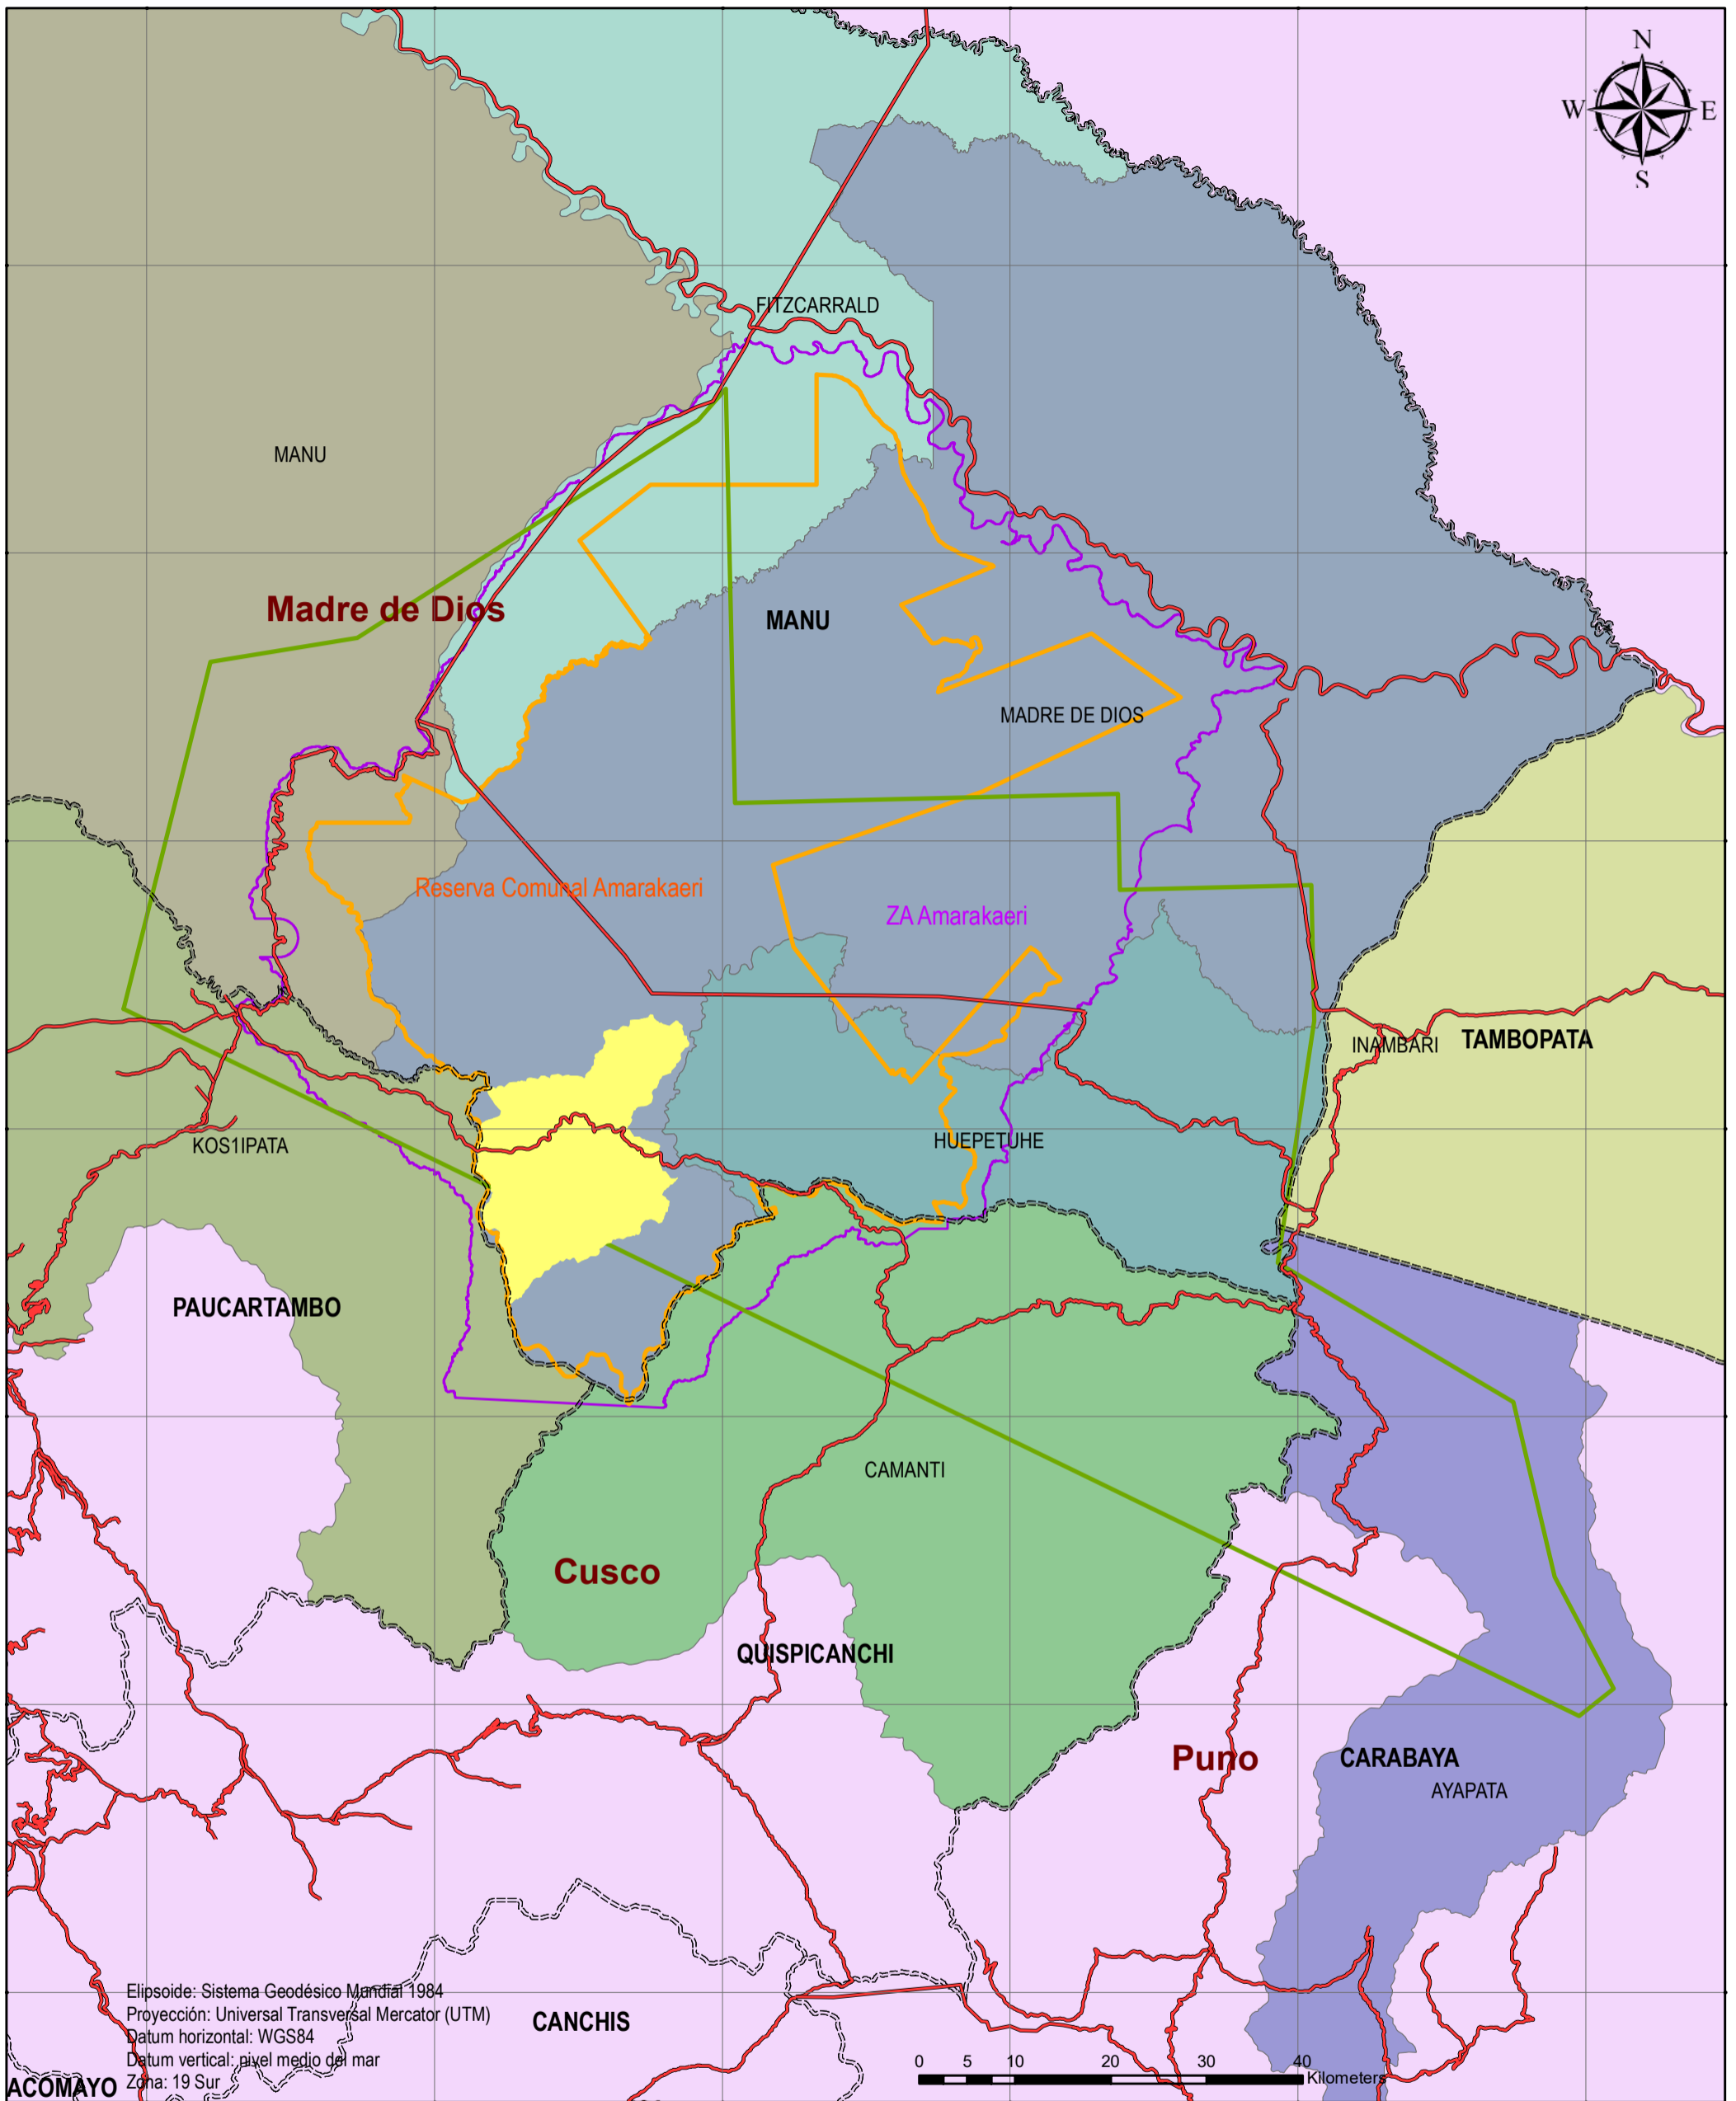 N
W E
S
FITZCARRALD
MANU
Madre de Dios
MANU
MADRE DE DIOS
Reserva Comunal Amarakaeri
ZA Amarakaeri
INAMBARI
TAMBOPATA
HUEPETUHE
KOS1IPATA
PAUCARTAMBO
CAMANTI
Cusco
QUISPICANCHI
Puno
CARABAYA
AYAPATA
Elipsoide: Sistema Geodésico Mundial 1984
Proyección: Universal Transversal Mercator (UTM)
Datum horizontal: WGS84
Datum vertical: nivel medio del mar
Zona: 19 Sur
CANCHIS
ACOMAYO
0 5 10 20 30 40
Kilometers